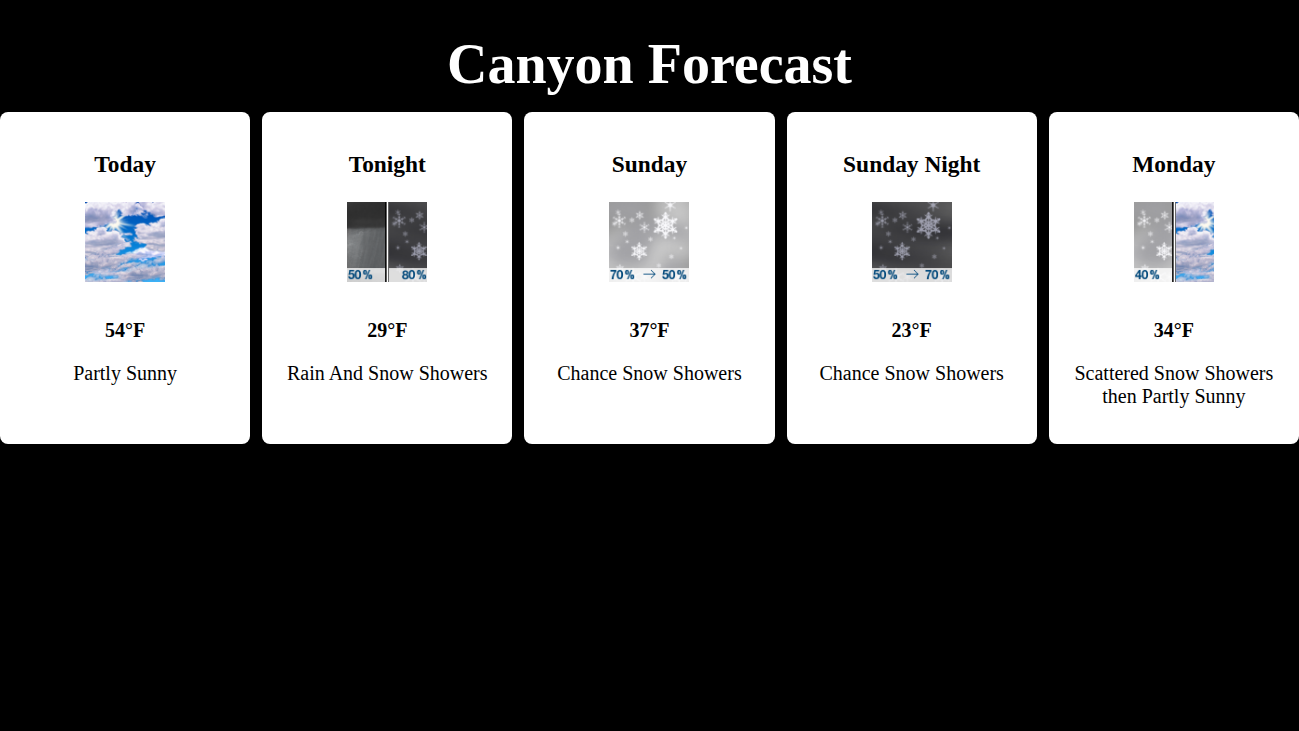 Canyon Forecast
Today
54°F
Partly Sunny
Tonight
50% 80%
29°F
Rain And Snow Showers
Sunday
70% → 50%
37°F
Chance Snow Showers
Sunday Night
50% → 70%
23°F
Chance Snow Showers
Monday
40%
34°F
Scattered Snow Showers
then Partly Sunny